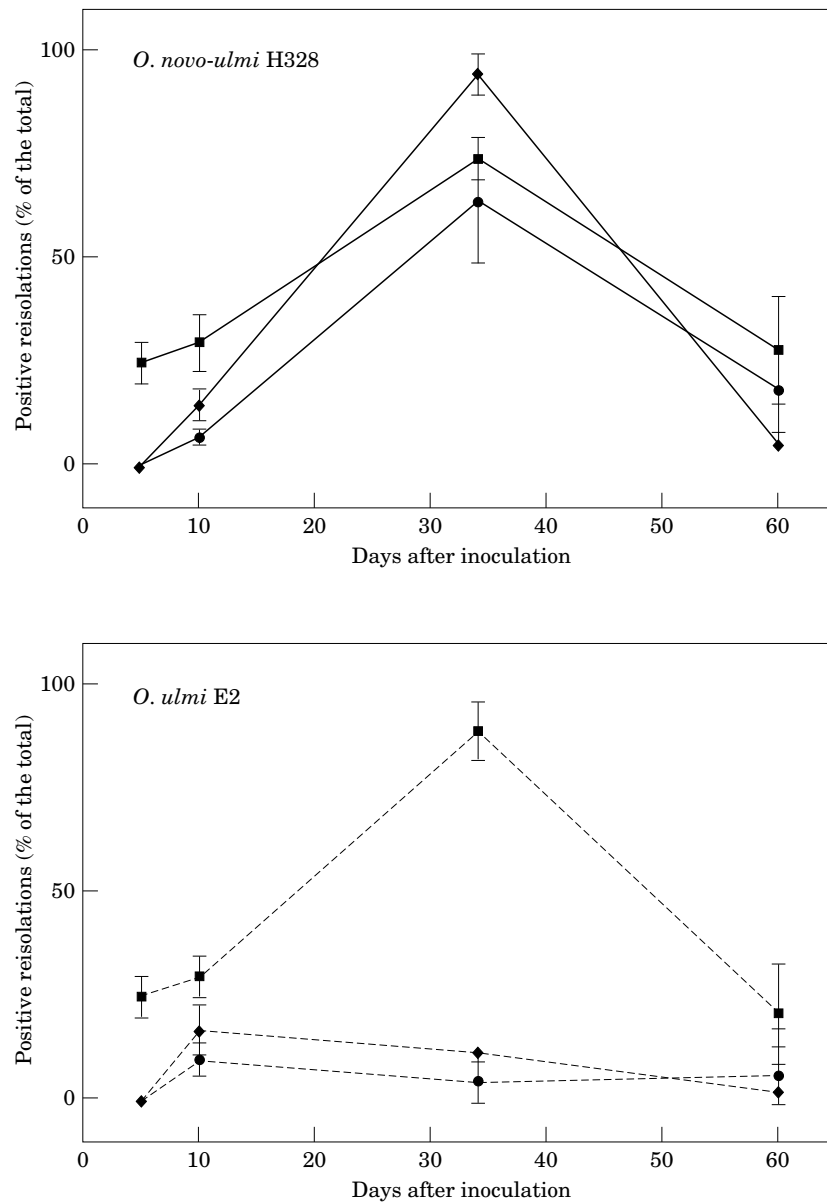 O. novo-ulmi H328
100
50
0
Positive reisolations (% of the total)
0 10 20 30 40 50 60
Days after inoculation
O. ulmi E2
100
50
0
Positive reisolations (% of the total)
0 10 20 30 40 50 60
Days after inoculation